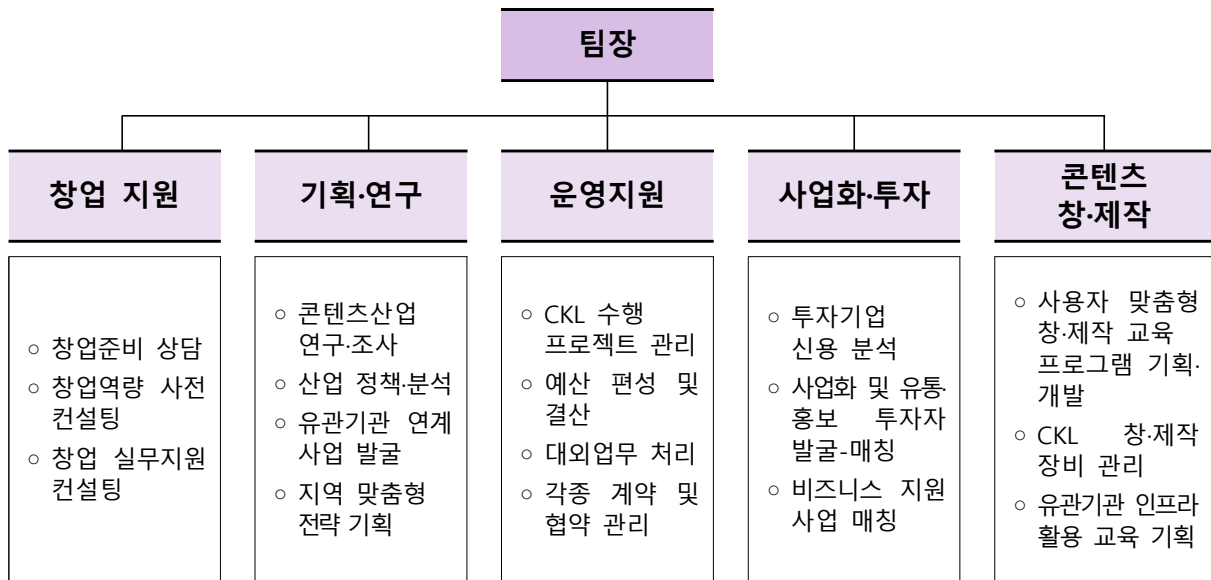 팀장
창업 지원
기획·연구
운영지원
사업화·투자
콘텐츠
창·제작
○ 창업준비 상담
○ 창업역량 사전
컨설팅
○ 창업 실무지원
컨설팅
○ 콘텐츠산업
연구·조사
○ 산업 정책·분석
○ 유관기관 연계
사업 발굴
○ 지역 맞춤형
전략 기획
○ CKL 수행
프로젝트 관리
○ 예산 편성 및
결산
○ 대외업무 처리
○ 각종 계약 및
협약 관리
○ 투자기업
신용 분석
○ 사업화 및 유통·
홍보 투자자
발굴-매칭
○ 비즈니스 지원
사업 매칭
○ 사용자 맞춤형
창·제작 교육
프로그램 기획·
개발
○ CKL 창·제작
장비 관리
○ 유관기관 인프라
활용 교육 기획